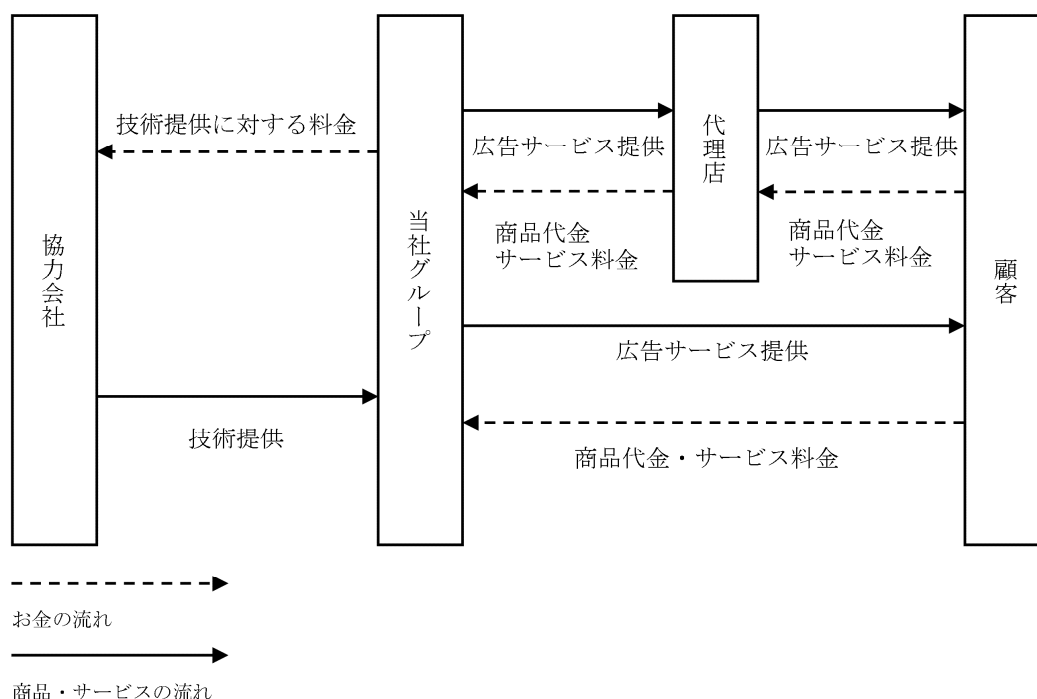 技術提供に対する料金
広告サービス提供
代理店
広告サービス提供
商品代金
サービス料金
商品代金
サービス料金
協力会社
当社グループ
顧客
広告サービス提供
技術提供
商品代金・サービス料金
お金の流れ
商品・サービスの流れ